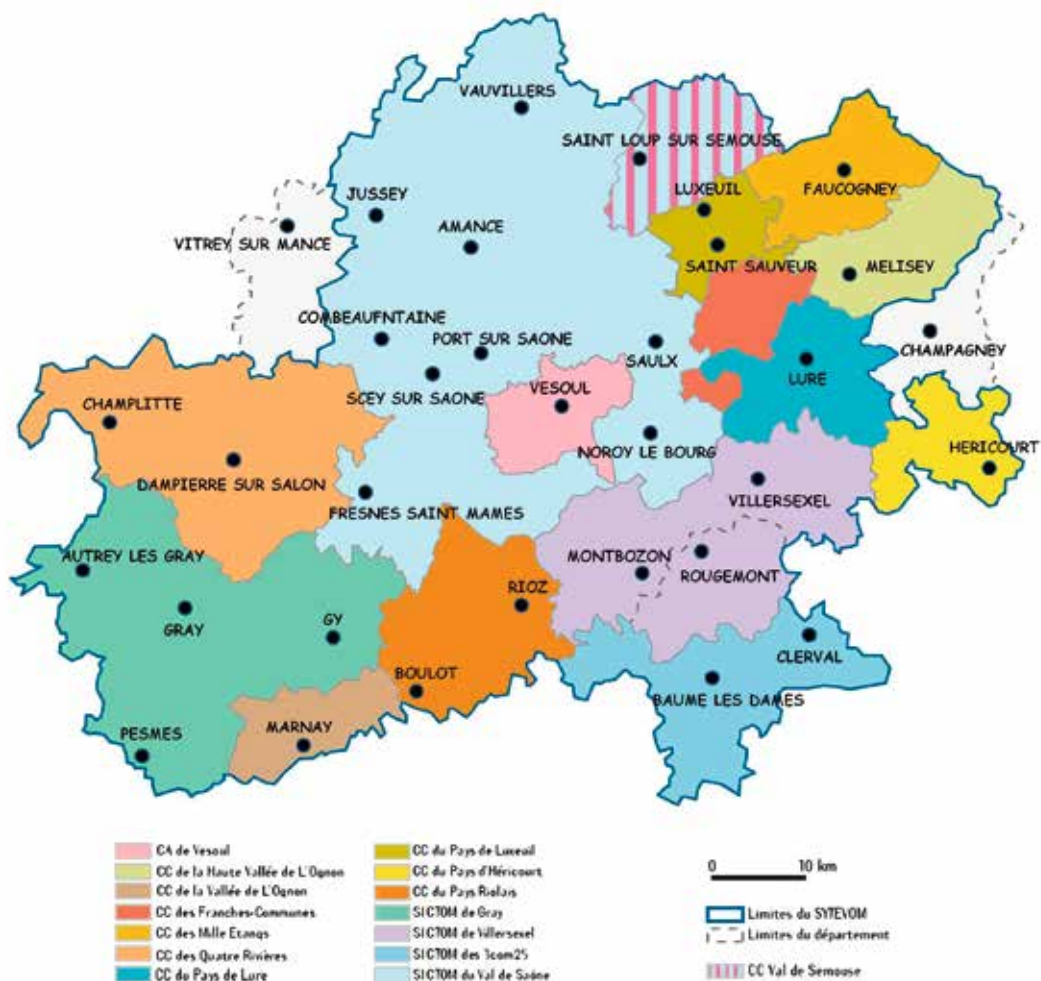 VAUVILLERS
SAINT LOUP SUR SEMOUSE
LUXEUIL
FAUCOGNEY
JUSSEY
VITREY SUR MANCE
AMANCE
SAINT SAUVEUR
MELISEY
COMBEAUFNTAINE
PORT SUR SAONE
SAULX
CHAMPAGNEY
LURE
SCEY SUR SAONE
VESOUL
CHAMPLITTE
NOROY LE BOURG
HERICOURT
DAMPIERRE SUR SALON
VILLERSEXEL
FRESNES SAINT MAMES
AUTREY LES GRAY
MONTBOZON
ROUGEMONT
RIOZ
GRAY
GY
CLERVAL
BOULOT
BAUME LES DAMES
MARNAY
PESMES
CA de Vesoul
CC de la Haute Vallée de L'Ognon
CC de la Vallée de L'Ognon
CC des Franches-Communes
CC des Mille Etangs
CC des Quatre Rivières
CC du Pays de Lure
CC du Pays de Luxeuil
CC du Pays d'Héricourt
CC du Pays Riolais
SICTOM de Gray
SICTOM de Villersexel
SICTOM des 3com25
SICTOM du Val de Saône
0 10 km
Limites du SYTEVOM
Limites du département
CC Val de Semouse